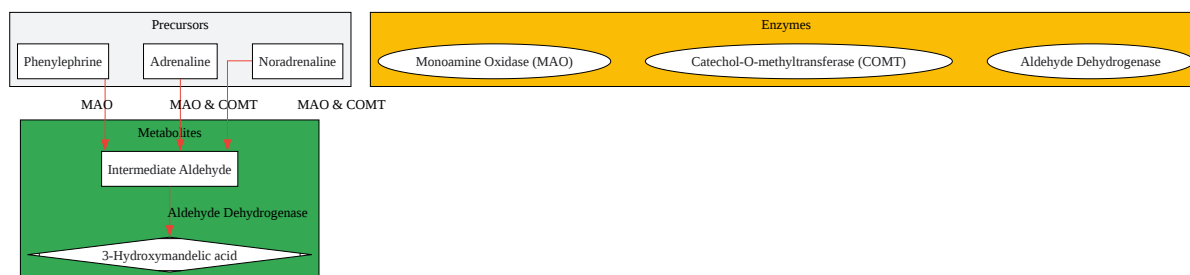 Precursors
Enzymes
Phenylephrine
Adrenaline
Noradrenaline
Monoamine Oxidase (MAO)
Catechol-O-methyltransferase (COMT)
Aldehyde Dehydrogenase
MAO
MAO & COMT
MAO & COMT
Metabolites
Intermediate Aldehyde
Aldehyde Dehydrogenase
3-Hydroxymandelic acid